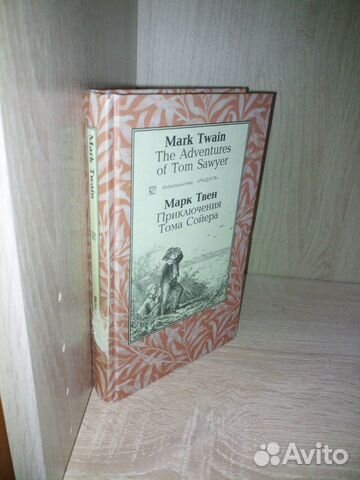 Mark Twain
The Adventures
of Tom Sawyer
Издательство «РАДУГА»
Марк Твен
Приключения
Тома Сойера
Mark Twain
Avito